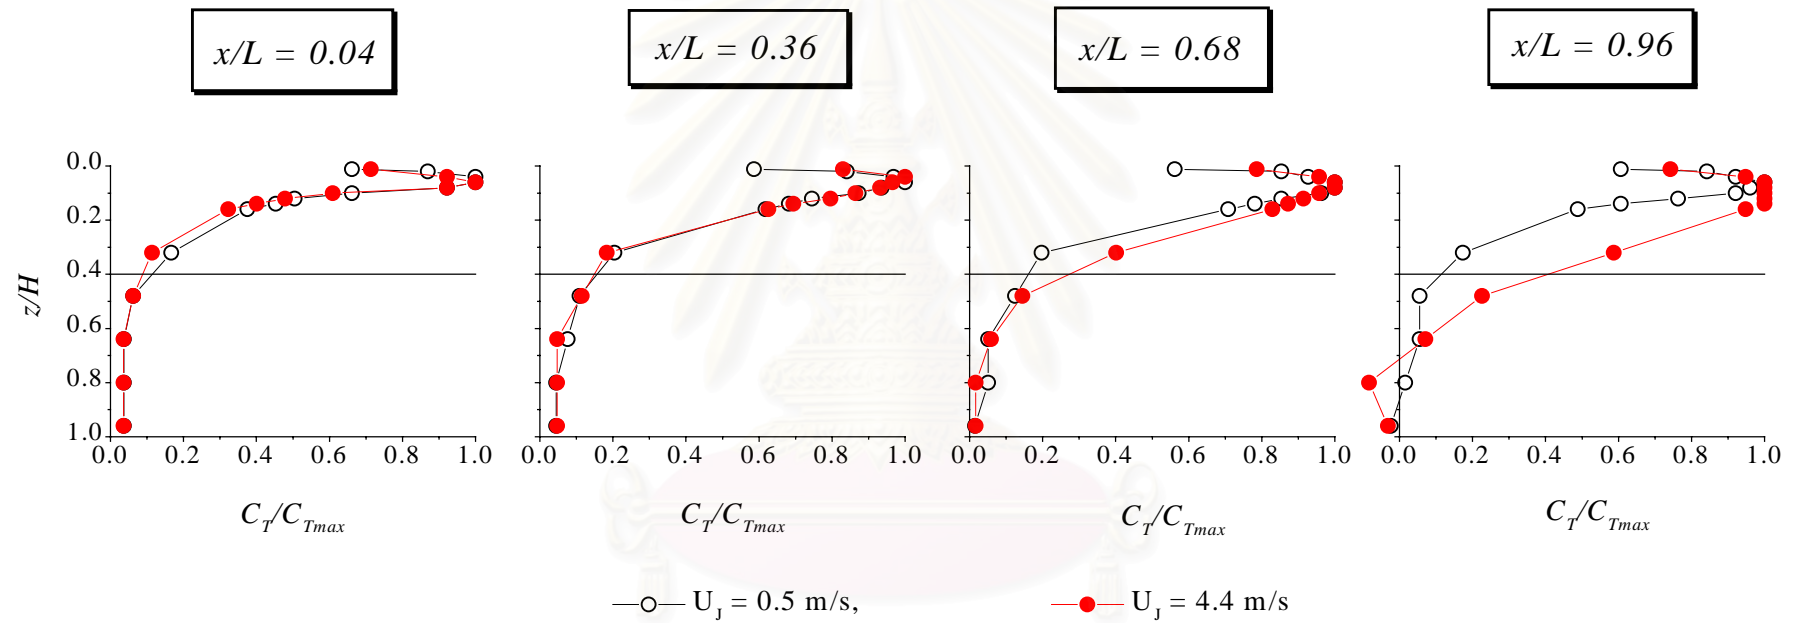 x/L = 0.04
x/L = 0.36
x/L = 0.68
x/L = 0.96
z/H
0.0
0.2
0.4
0.6
0.8
1.0
0.0 0.2 0.4 0.6 0.8 1.0
0.0 0.2 0.4 0.6 0.8 1.0
0.0 0.2 0.4 0.6 0.8 1.0
0.0 0.2 0.4 0.6 0.8 1.0
C_T/C_Tmax
C_T/C_Tmax
C_T/C_Tmax
C_T/C_Tmax
U_J = 0.5 m/s,
U_J = 4.4 m/s